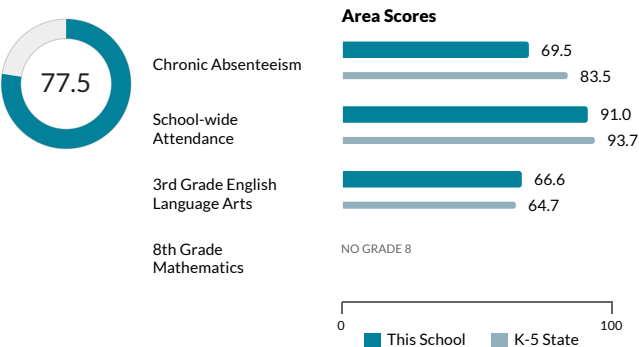 Area Scores
77.5
Chronic Absenteeism
69.5
83.5
School-wide
Attendance
91.0
93.7
3rd Grade English
Language Arts
66.6
64.7
8th Grade
Mathematics
NO GRADE 8
0
100
This School
K-5 State